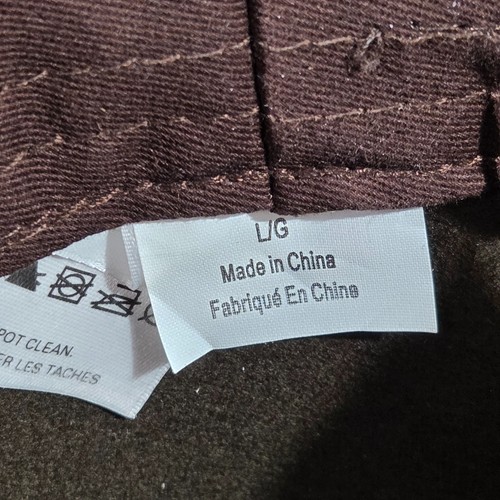 L/G
Made in China
Fabriqué En Chine
POT CLEAN.
ER LES TACHES